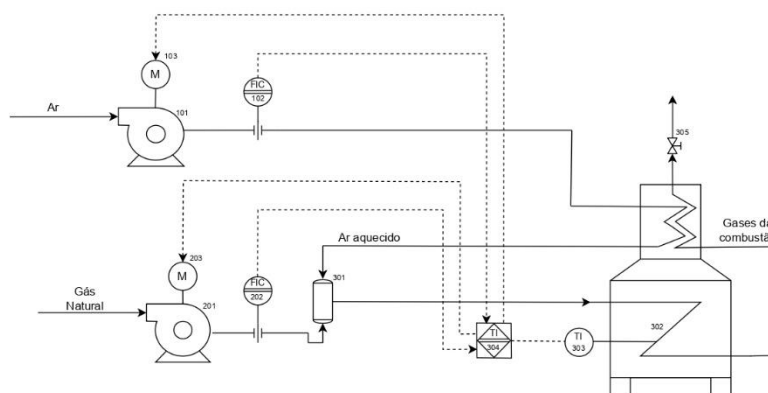 103
M
FIC
102
Ar
101
305
Ar aquecido
Gases da
combustã
203
M
301
FIC
202
Gás
Natural
201
302
TI
304
TI
303